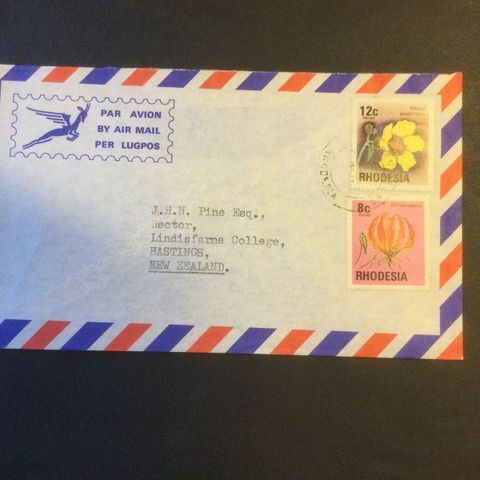 PAR AVION
BY AIR MAIL
PER LUGPOS
12c
RHODESIA
8c
RHODESIA
J.H.N. Pine Esq.,
Rector,
Lindisfarne College,
HASTINGS,
NEW ZEALAND.